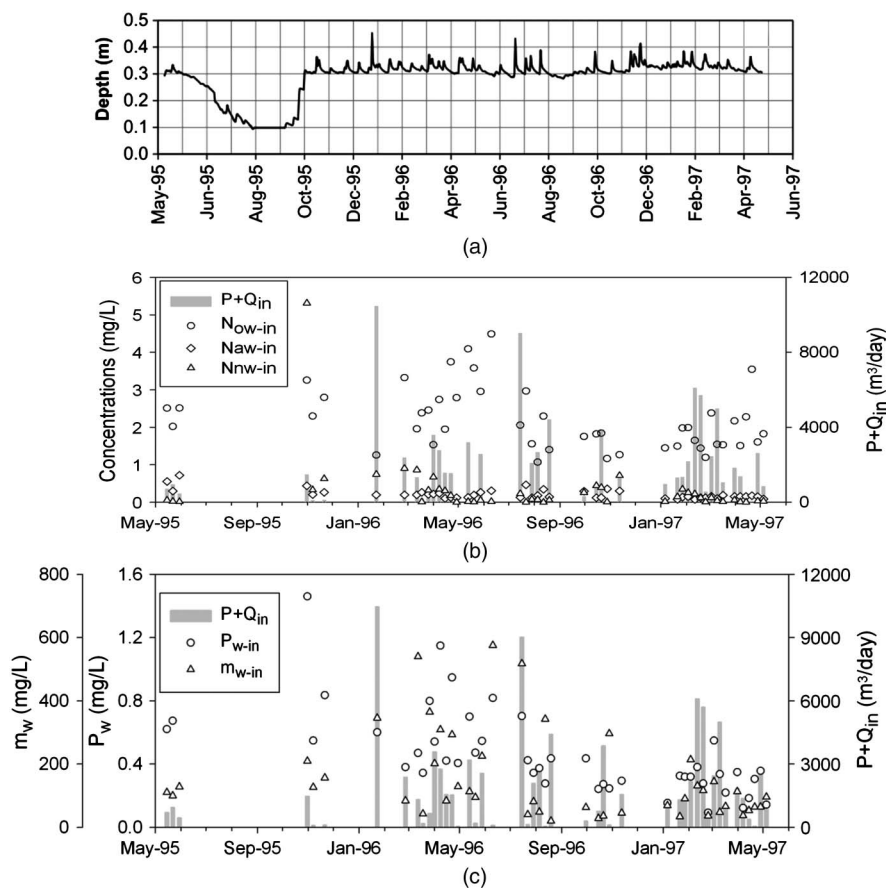 0.5
0.4
0.3
0.2
0.1
0.0
Depth (m)
May-95
Jun-95
Aug-95
Oct-95
Dec-95
Feb-96
Apr-96
Jun-96
Aug-96
Oct-96
Dec-96
Feb-97
Apr-97
Jun-97
(a)
Concentrations (mg/L)
6
5
4
3
2
1
0
P+Qin
Now-in
Naw-in
Nnw-in
12000
8000
4000
0
P+Qin (m³/day)
May-95
Sep-95
Jan-96
May-96
Sep-96
Jan-97
May-97
(b)
mw (mg/L)
800
600
400
200
0
Pw (mg/L)
1.6
1.2
0.8
0.4
0.0
P+Qin
Pw-in
mw-in
12000
9000
6000
3000
0
P+Qin (m³/day)
May-95
Sep-95
Jan-96
May-96
Sep-96
Jan-97
May-97
(c)